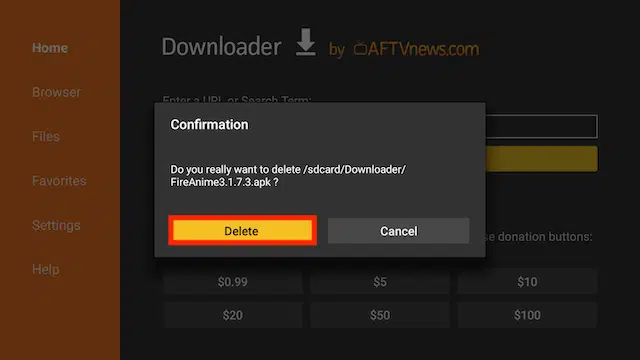 Home
Downloader by AFTVnews.com
Browser
Enter a URL or Search Term:
Confirmation
Files
Do you really want to delete /sdcard/Downloader/
FireAnime3.1.7.3.apk ?
Favorites
Settings
Delete
Cancel
se donation buttons:
Help
$0.99
$5
$10
$20
$50
$100